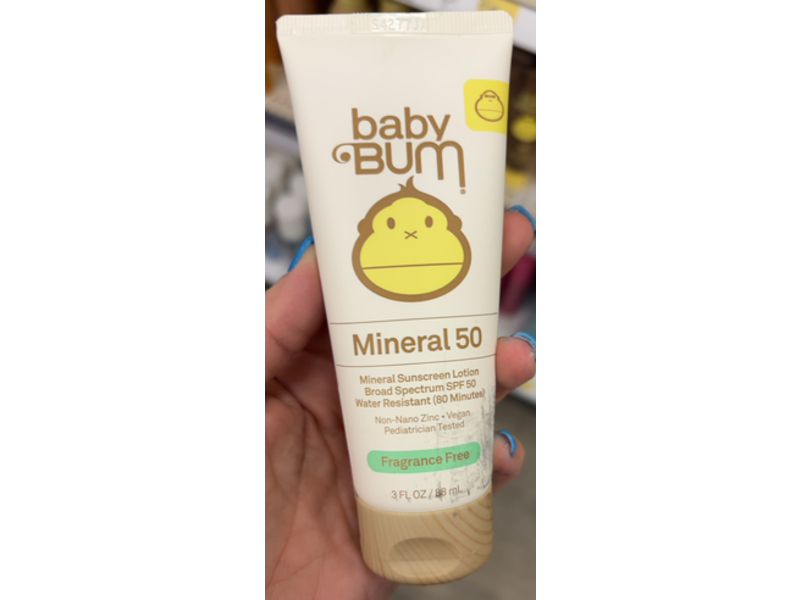 S4277JA
baby
BUM®
Mineral 50
Mineral Sunscreen Lotion
Broad Spectrum SPF 50
Water Resistant (80 Minutes)
Non-Nano Zinc • Vegan
Pediatrician Tested
Fragrance Free
3 FL OZ / 88 mL